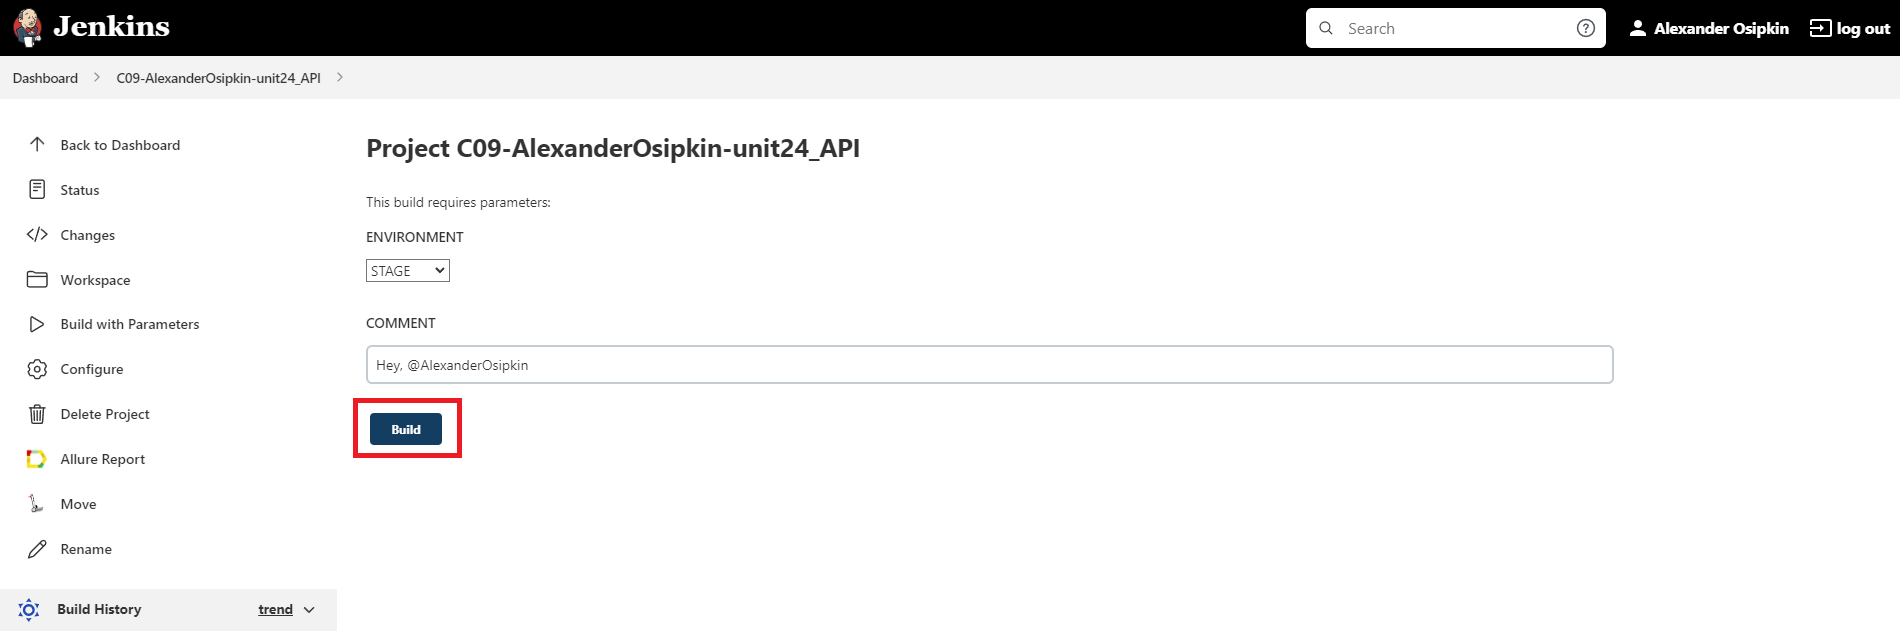 Jenkins
Search
Alexander Osipkin
log out
Dashboard
C09-AlexanderOsipkin-unit24_API
Back to Dashboard
Status
Changes
Workspace
Build with Parameters
Configure
Delete Project
Allure Report
Move
Rename
Build History
trend
Project C09-AlexanderOsipkin-unit24_API
This build requires parameters:
ENVIRONMENT
STAGE
COMMENT
Hey, @AlexanderOsipkin
Build